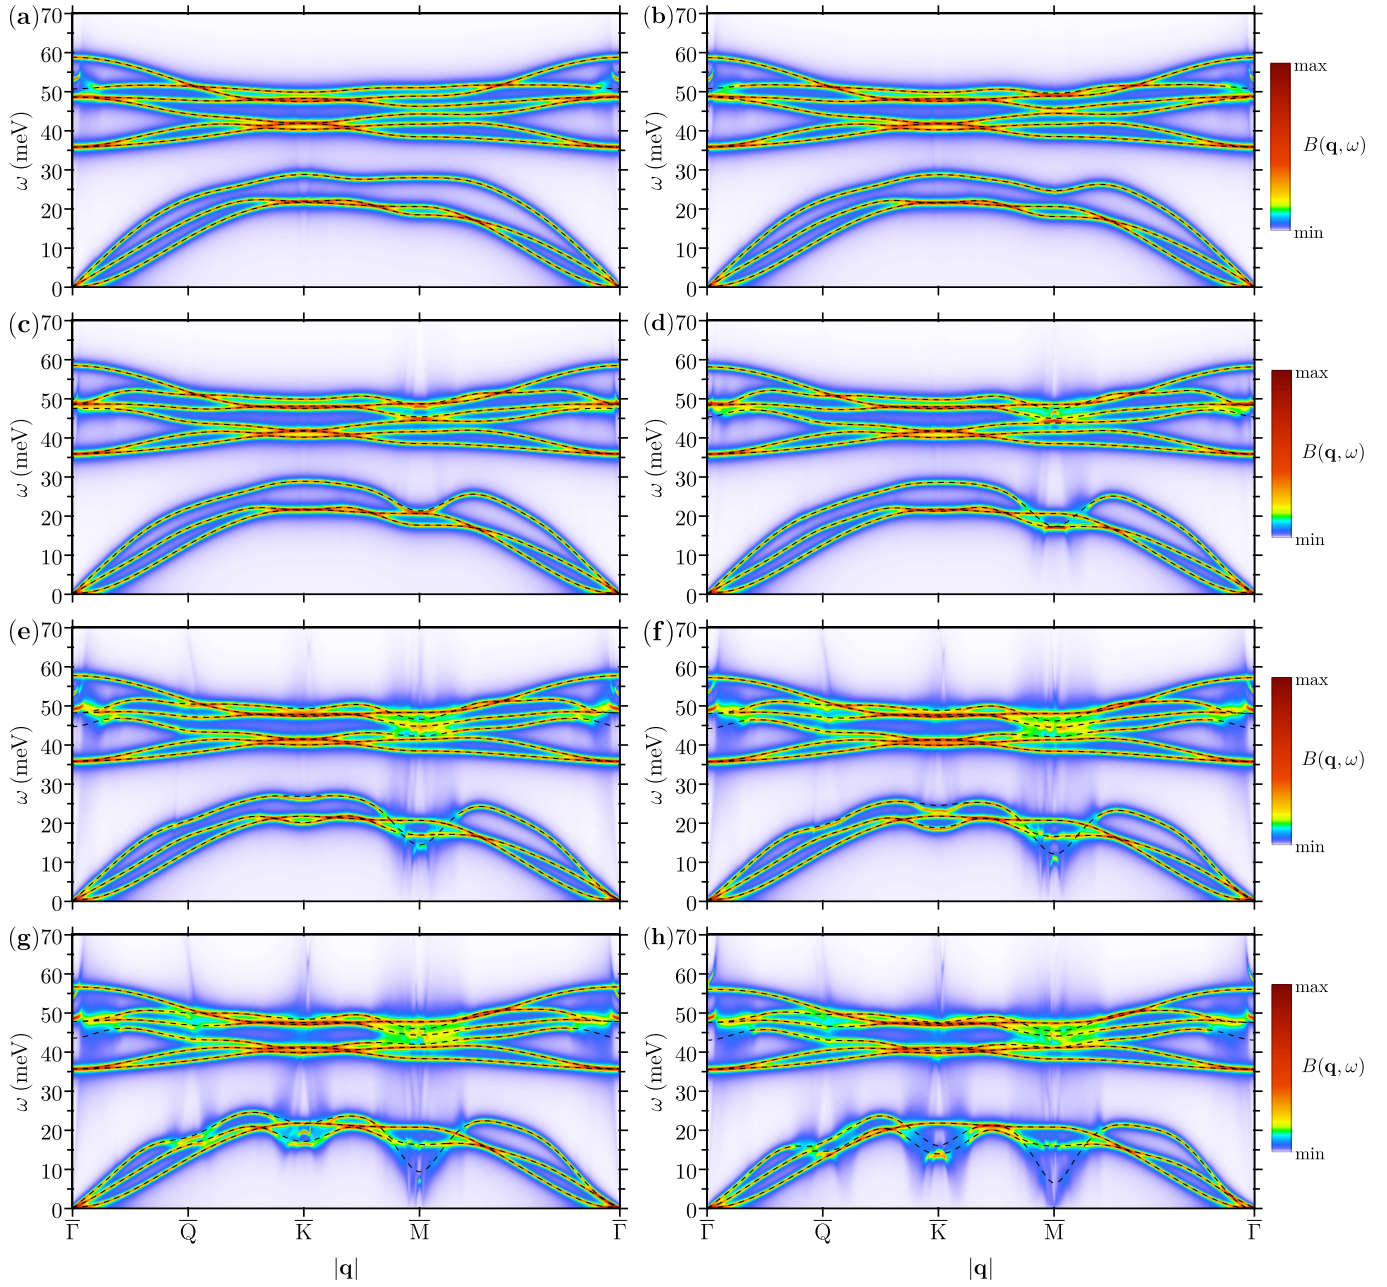 (a) 70 60 50 40 30 20 10 0 ω (meV)
(b) 70 60 50 40 30 20 10 0 ω (meV)
max
B(q, ω)
min
(c) 70 60 50 40 30 20 10 0 ω (meV)
(d) 70 60 50 40 30 20 10 0 ω (meV)
max
B(q, ω)
min
(e) 70 60 50 40 30 20 10 0 ω (meV)
(f) 70 60 50 40 30 20 10 0 ω (meV)
max
B(q, ω)
min
(g) 70 60 50 40 30 20 10 0 ω (meV)
(h) 70 60 50 40 30 20 10 0 ω (meV)
max
B(q, ω)
min
Γ̅ Q̅ K̅ M̅ Γ̅
Γ̅ Q̅ K̅ M̅ Γ̅
|q|
|q|